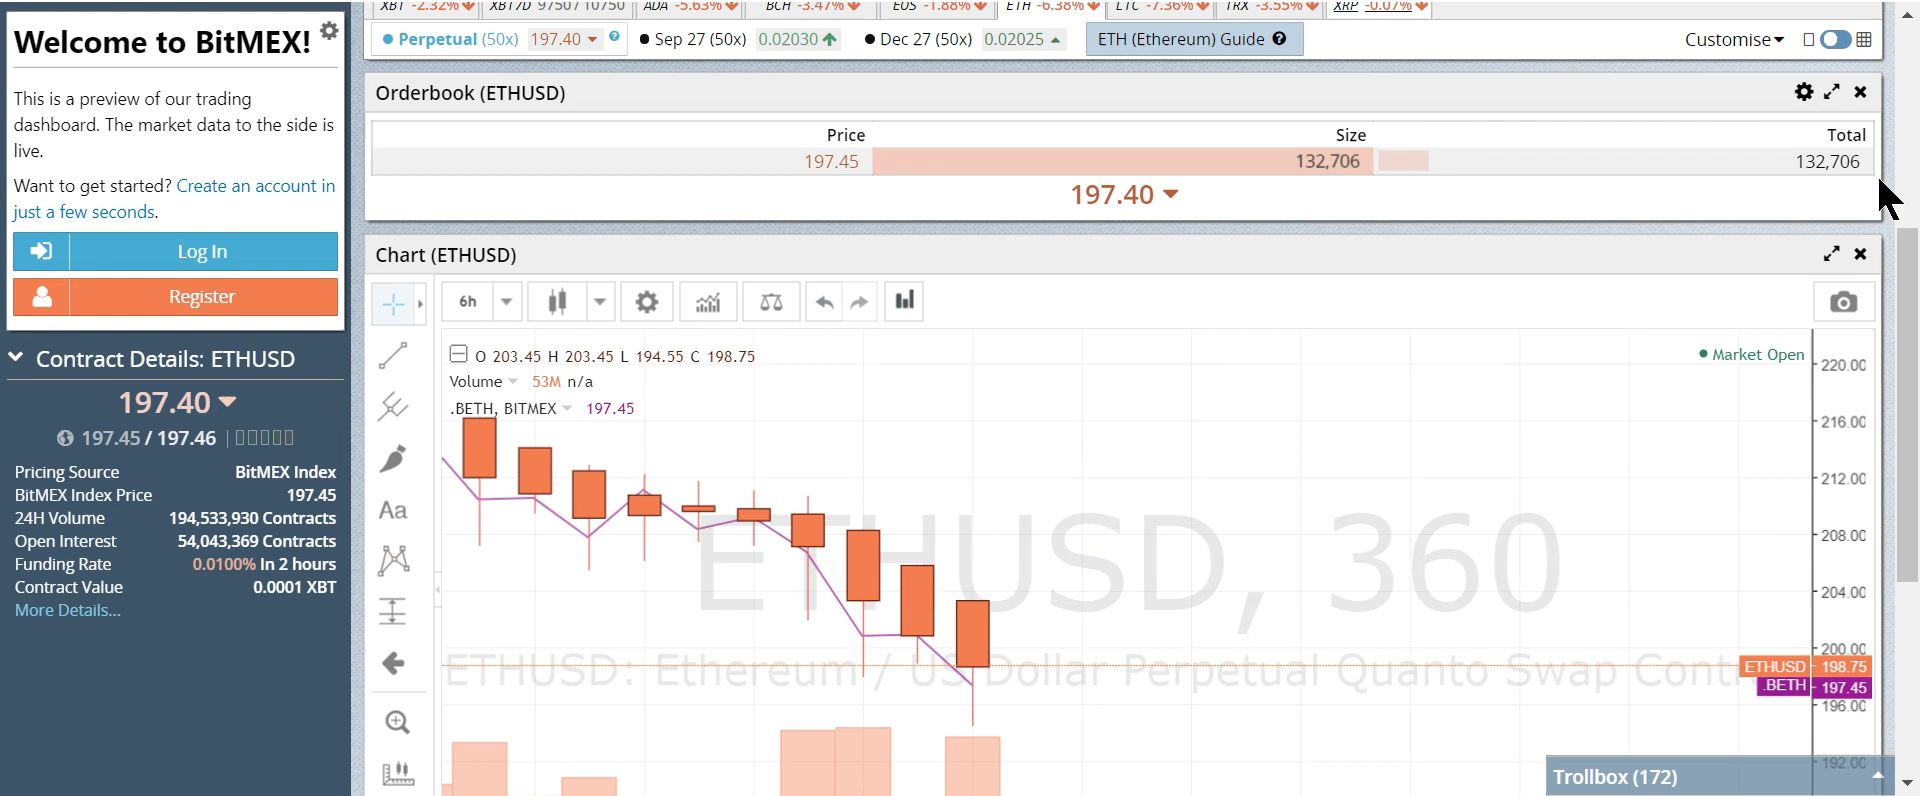 Welcome to BitMEX!
This is a preview of our trading
dashboard. The market data to the side is
live.
Want to get started? Create an account in
just a few seconds.
Log In
Register
Contract Details: ETHUSD
197.40
197.45 / 197.46
Pricing Source BitMEX Index
BitMEX Index Price 197.45
24H Volume 194,533,930 Contracts
Open Interest 54,043,369 Contracts
Funding Rate 0.0100% In 2 hours
Contract Value 0.0001 XBT
More Details...
XBT -2.32% XBT7D 97507 10750 ADA -5.63% BCH -3.47% EOS -1.88% ETH -6.38% LTC -7.36% TRX -3.55% XRP -0.07%
Perpetual (50x) 197.40 Sep 27 (50x) 0.02030 Dec 27 (50x) 0.02025 ETH (Ethereum) Guide Customise
Orderbook (ETHUSD)
Price Size Total
197.45 132,706 132,706
197.40
Chart (ETHUSD)
6h
O 203.45 H 203.45 L 194.55 C 198.75
Market Open
Volume 53M n/a
.BETH, BITMEX 197.45
Aa
ETHUSD, 360
ETHUSD: Ethereum / US Dollar Perpetual Quanto Swap Contr
220.00
216.00
212.00
208.00
204.00
200.00
ETHUSD 198.75
.BETH 197.45
196.00
192.00
Trollbox (172)